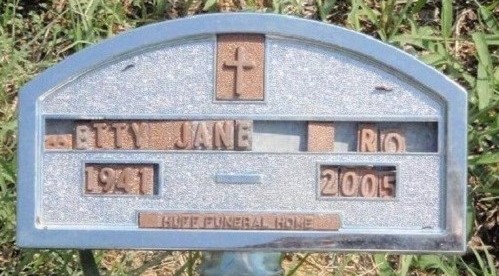 ETTY JANE RO
1941 - 2005
HUFF FUNERAL HOME